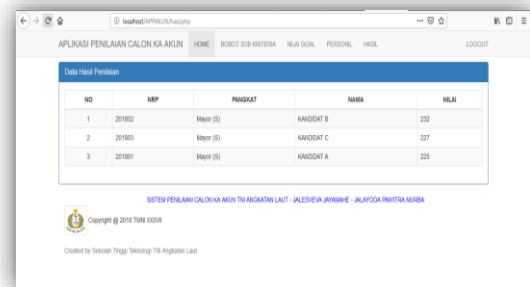 localhost/APPAKUN/hasil.php
APLIKASI PENILAIAN CALON KA AKUN HOME BOBOT SUB KRITERIA NILAI GOAL PERSONIL HASIL LOGOUT
Data Hasil Penilaian
NO NRP PANGKAT NAMA NILAI
1 201802 Mayor (S) KANDIDAT B 232
2 201803 Mayor (S) KANDIDAT C 227
3 201801 Mayor (S) KANDIDAT A 225
SISTEM PENILAIAN CALON KA AKUN TNI ANGKATAN LAUT - JALESVEVA JAYAMAHE - JALAYODA PAWITRA NIRBA
Copyright @ 2018 TMNI XXXVII
Created by Sekolah Tinggi Teknologi TNI Angkatan Laut